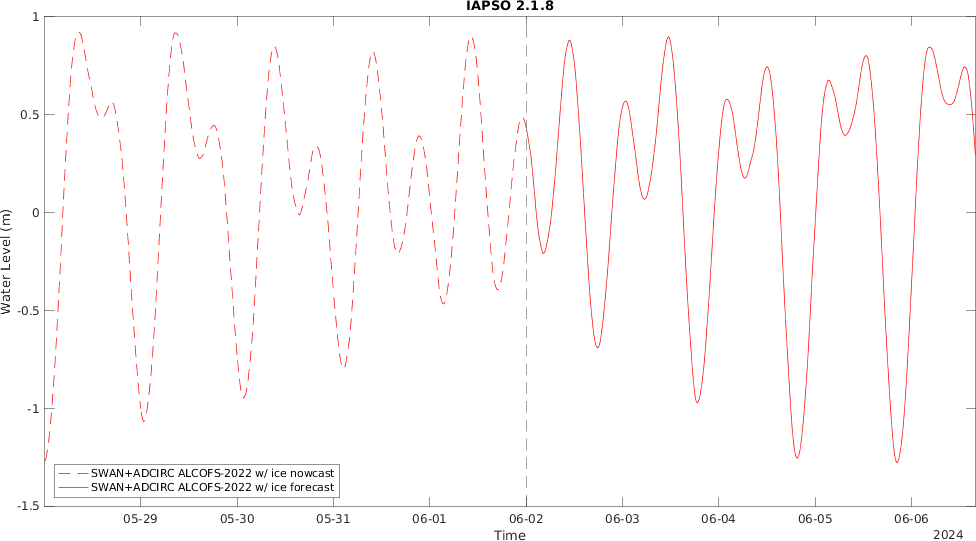 IAPSO 2.1.8
1
0.5
0
-0.5
-1
-1.5
Water Level (m)
SWAN+ADCIRC ALCOFS-2022 w/ ice nowcast
SWAN+ADCIRC ALCOFS-2022 w/ ice forecast
05-29 05-30 05-31 06-01 06-02 06-03 06-04 06-05 06-06
Time
2024